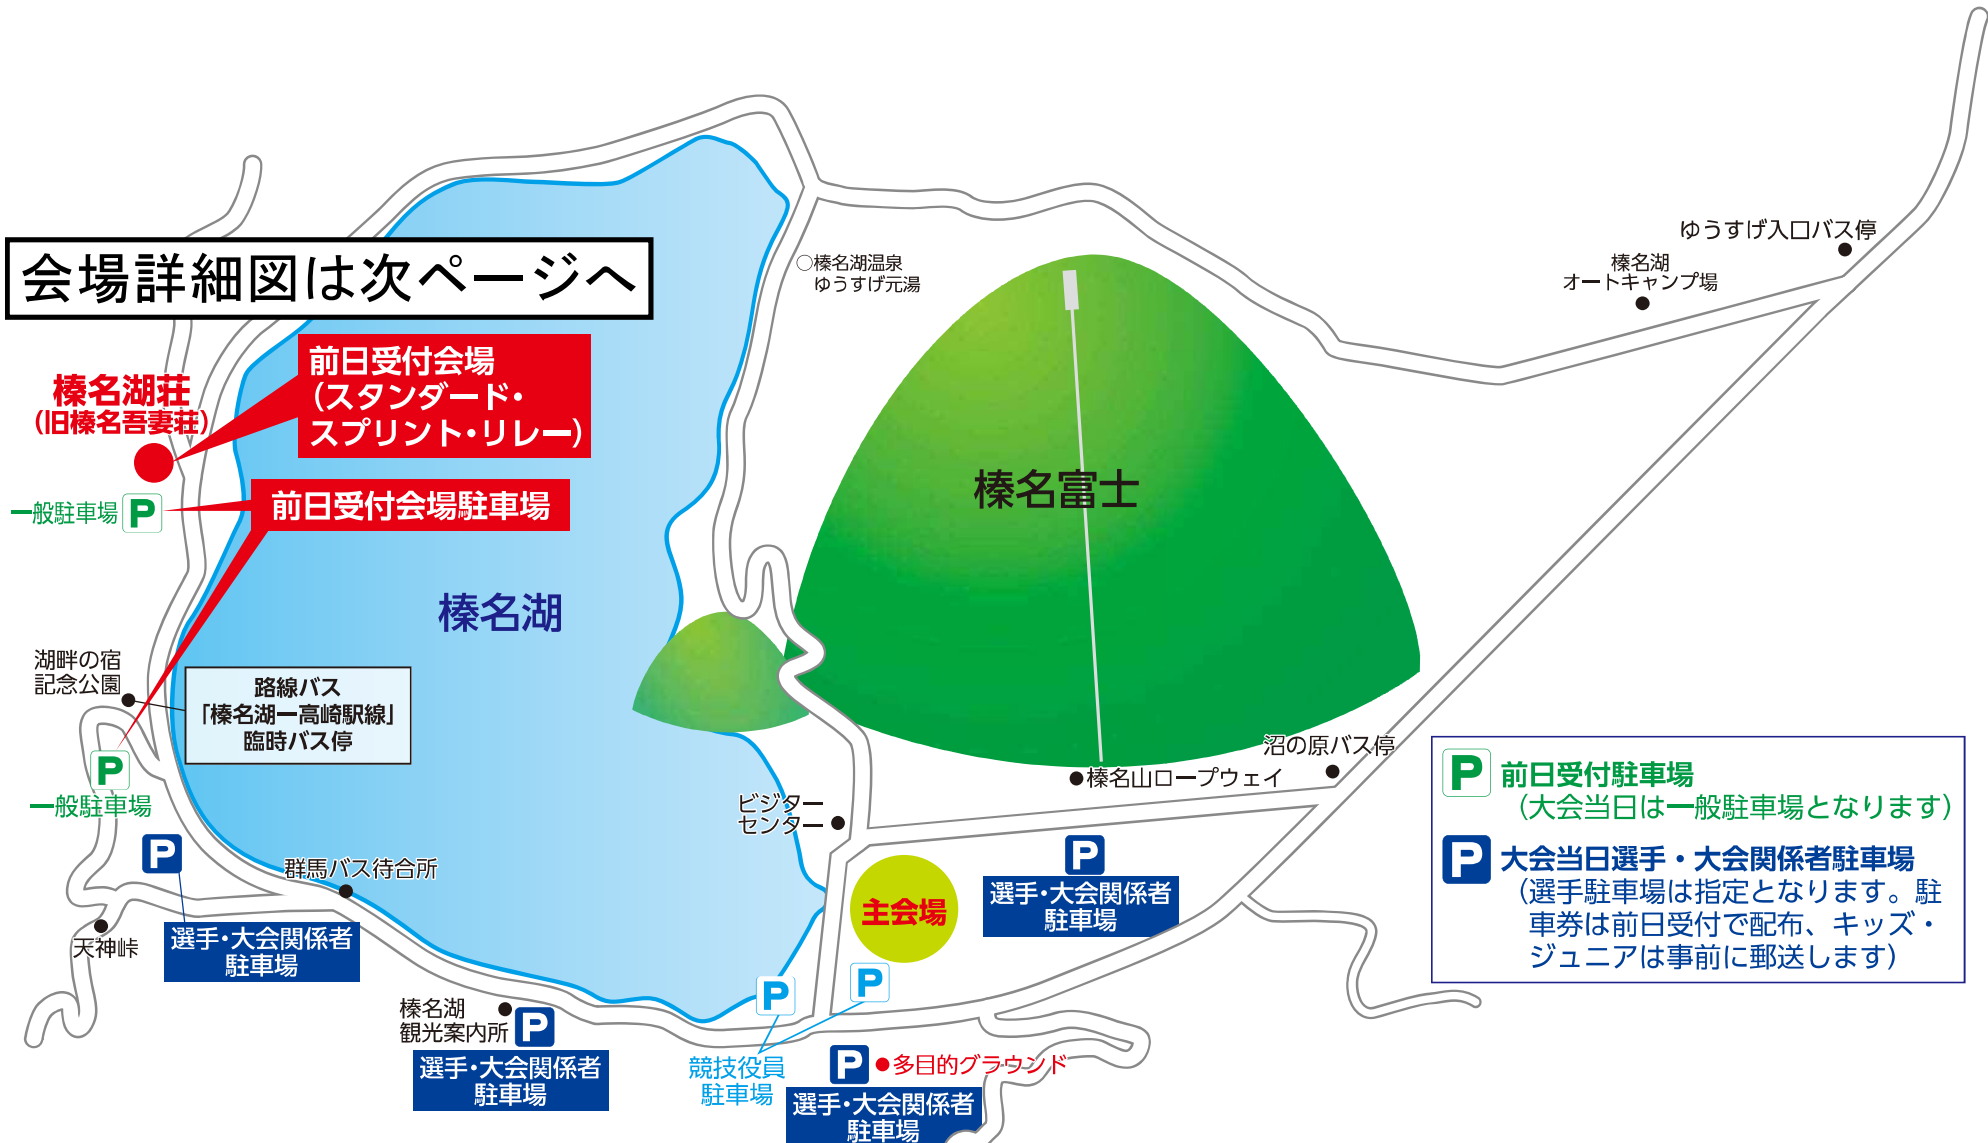 会場詳細図は次ページへ
ゆうすげ入口バス停
榛名湖
オートキャンプ場
○榛名湖温泉
ゆうすげ元湯
前日受付会場
(スタンダード・
スプリント・リレー)
榛名湖荘
(旧榛名吾妻荘)
一般駐車場 P
前日受付会場駐車場
榛名富士
榛名湖
湖畔の宿
記念公園
路線バス
「榛名湖ー高崎駅線」
臨時バス停
P
一般駐車場
沼の原バス停
榛名山ロープウェイ
ビジター
センター
P
選手・大会関係者
駐車場
群馬バス待合所
天神峠
主会場
P
選手・大会関係者
駐車場
榛名湖
観光案内所
P
選手・大会関係者
駐車場
P
P
競技役員
駐車場
P
多目的グラウンド
選手・大会関係者
駐車場
P 前日受付駐車場
(大会当日は一般駐車場となります)
P 大会当日選手・大会関係者駐車場
(選手駐車場は指定となります。駐
車券は前日受付で配布、キッズ・
ジュニアは事前に郵送します)